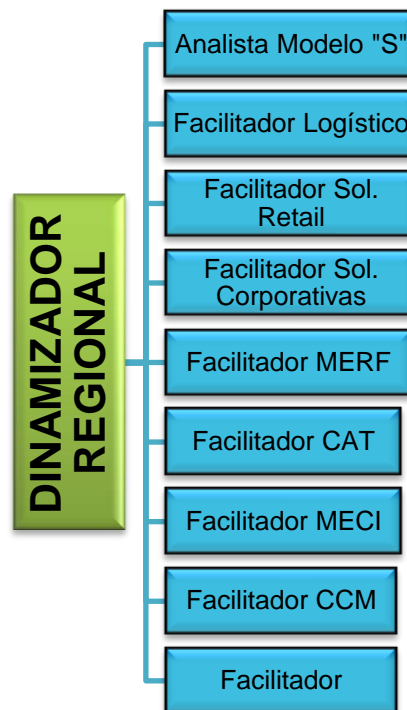 DINAMIZADOR
REGIONAL
Analista Modelo "S"
Facilitador Logístico
Facilitador Sol.
Retail
Facilitador Sol.
Corporativas
Facilitador MERF
Facilitador CAT
Facilitador MECI
Facilitador CCM
Facilitador